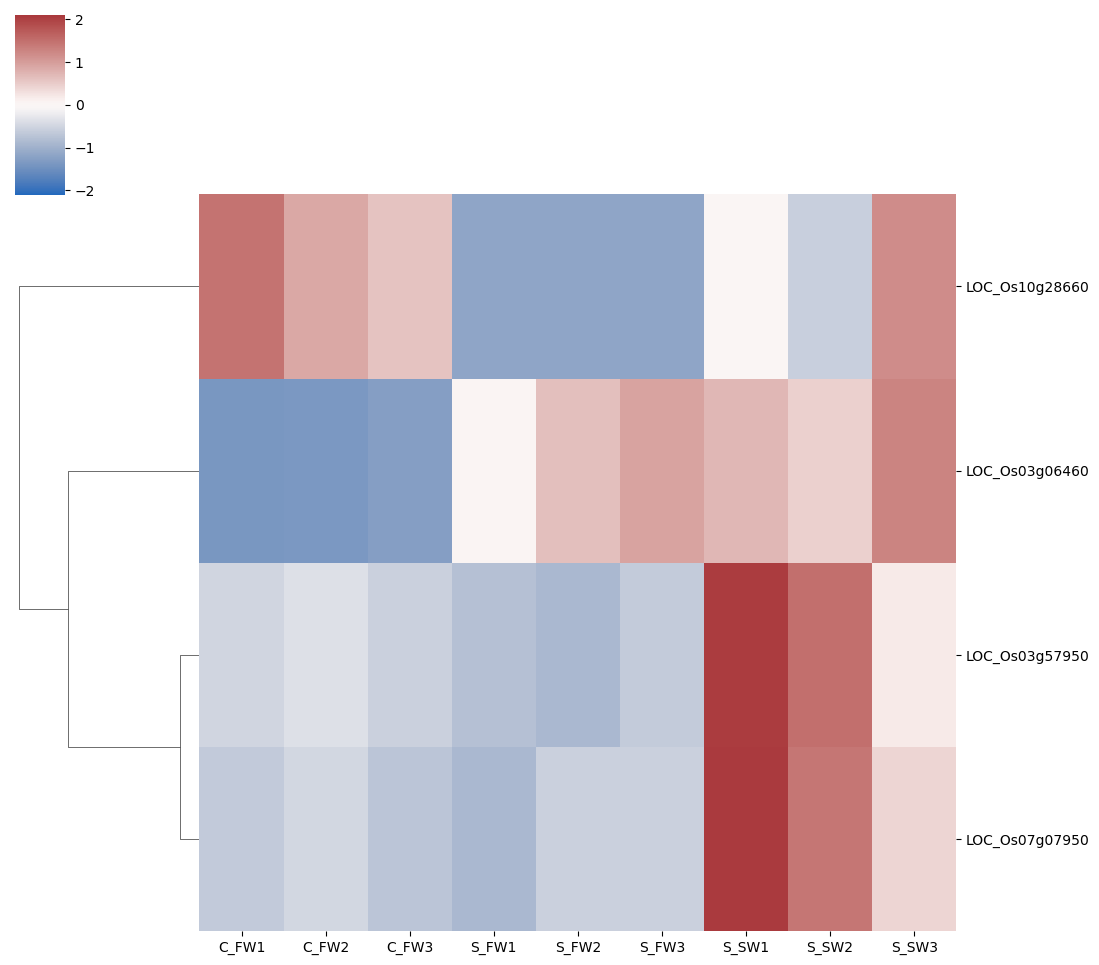 2
1
0
−1
−2
LOC_Os10g28660
LOC_Os03g06460
LOC_Os03g57950
LOC_Os07g07950
C_FW1 C_FW2 C_FW3 S_FW1 S_FW2 S_FW3 S_SW1 S_SW2 S_SW3